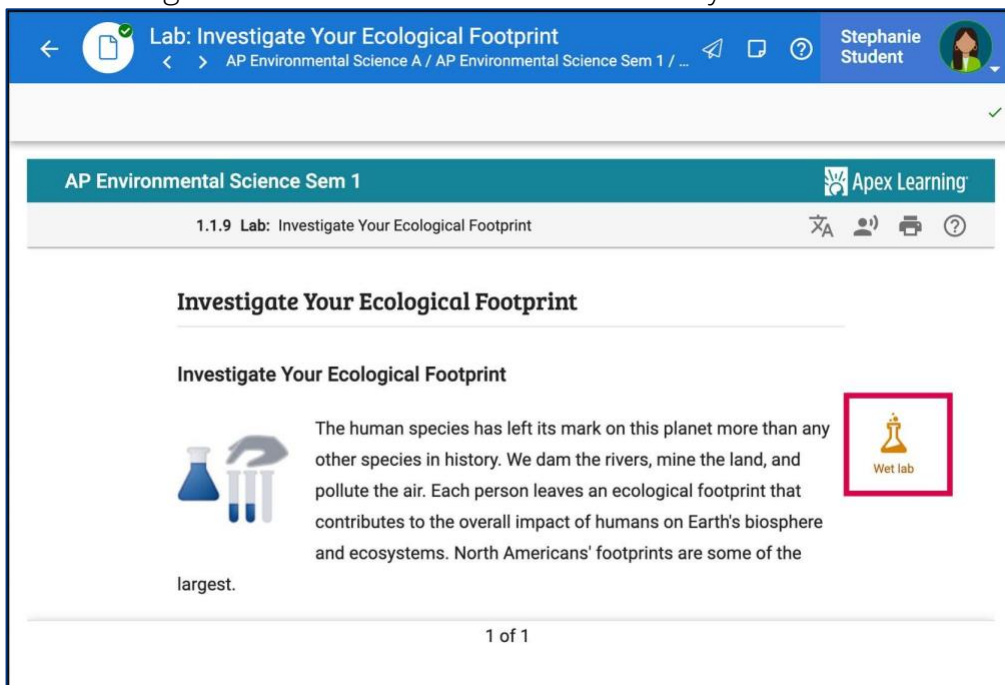 Lab: Investigate Your Ecological Footprint
< > AP Environmental Science A / AP Environmental Science Sem 1 / ...
Stephanie
Student
AP Environmental Science Sem 1
Apex Learning
1.1.9 Lab: Investigate Your Ecological Footprint
Investigate Your Ecological Footprint
Investigate Your Ecological Footprint
The human species has left its mark on this planet more than any
other species in history. We dam the rivers, mine the land, and
pollute the air. Each person leaves an ecological footprint that
contributes to the overall impact of humans on Earth's biosphere
and ecosystems. North Americans' footprints are some of the
largest.
Wet lab
1 of 1